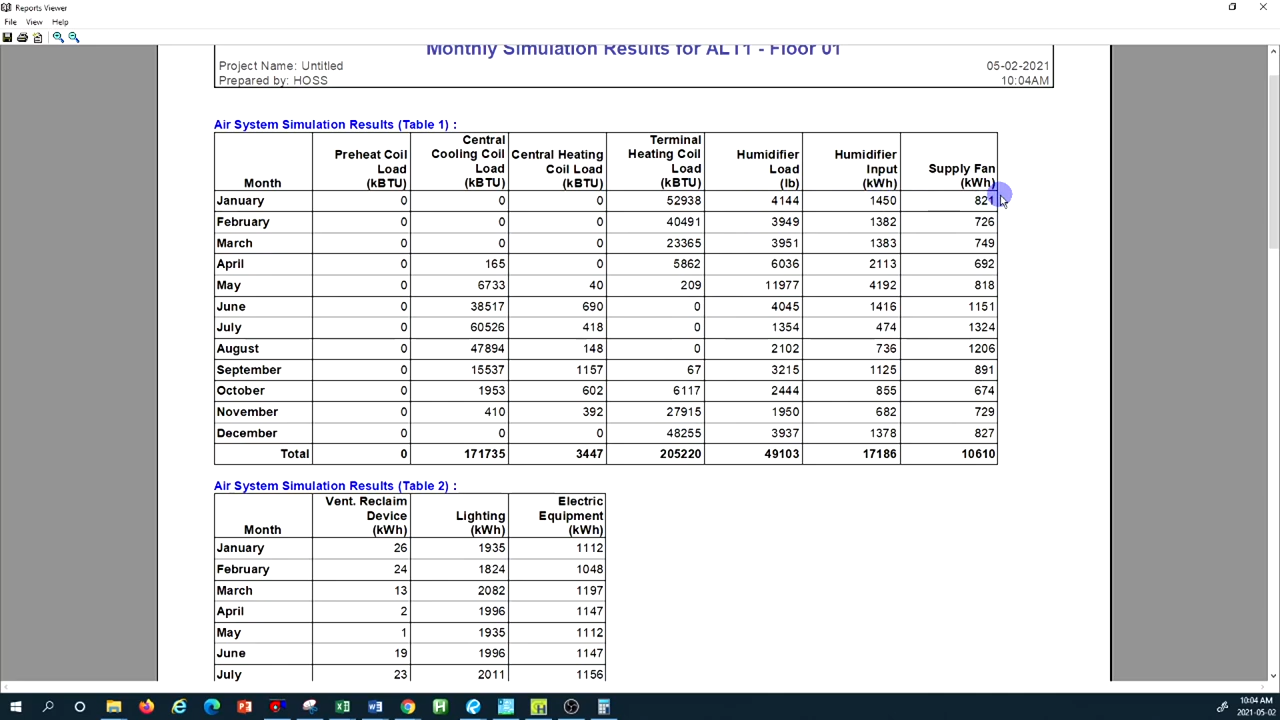 Reports Viewer
File View Help
Monthly Simulation Results for ALT1 - Floor 01
Project Name: Untitled 05-02-2021
Prepared by: HOSS 10:04AM
Air System Simulation Results (Table 1) :
Month Preheat Coil Load (kBTU) Central Cooling Coil Load (kBTU) Central Heating Coil Load (kBTU) Terminal Heating Coil Load (kBTU) Humidifier Load (lb) Humidifier Input (kWh) Supply Fan (kWh)
January 0 0 0 52938 4144 1450 821
February 0 0 0 40491 3949 1382 726
March 0 0 0 23365 3951 1383 749
April 0 165 0 5862 6036 2113 692
May 0 6733 40 209 11977 4192 818
June 0 38517 690 0 4045 1416 1151
July 0 60526 418 0 1354 474 1324
August 0 47894 148 0 2102 736 1206
September 0 15537 1157 67 3215 1125 891
October 0 1953 602 6117 2444 855 674
November 0 410 392 27915 1950 682 729
December 0 0 0 48255 3937 1378 827
Total 0 171735 3447 205220 49103 17186 10610
Air System Simulation Results (Table 2) :
Month Vent. Reclaim Device (kWh) Lighting (kWh) Electric Equipment (kWh)
January 26 1935 1112
February 24 1824 1048
March 13 2082 1197
April 2 1996 1147
May 1 1935 1112
June 19 1996 1147
July 23 2011 1156
10:04 AM
2021-05-02